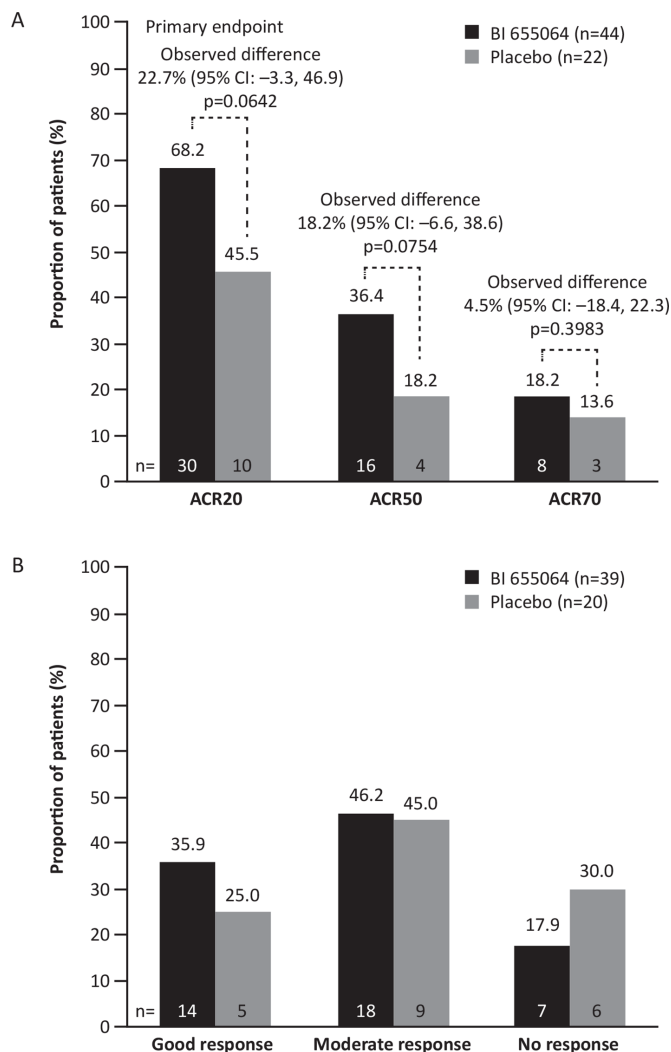 A
Primary endpoint
Observed difference
22.7% (95% CI: –3.3, 46.9)
p=0.0642
BI 655064 (n=44)
Placebo (n=22)
Observed difference
18.2% (95% CI: –6.6, 38.6)
p=0.0754
Observed difference
4.5% (95% CI: –18.4, 22.3)
p=0.3983
Proportion of patients (%)
100
90
80
70
60
50
40
30
20
10
0
68.2
45.5
36.4
18.2
18.2
13.6
n=
30
10
16
4
8
3
ACR20
ACR50
ACR70
B
BI 655064 (n=39)
Placebo (n=20)
Proportion of patients (%)
100
90
80
70
60
50
40
30
20
10
0
35.9
25.0
46.2
45.0
17.9
30.0
n=
14
5
18
9
7
6
Good response
Moderate response
No response